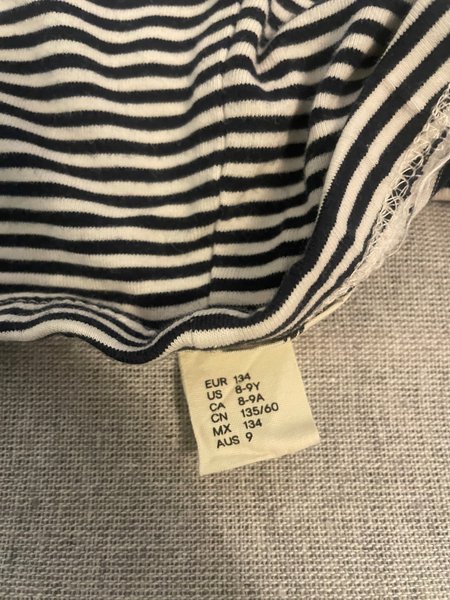 EUR 134
US 8-9Y
CA 8-9A
CN 135/60
MX 134
AUS 9